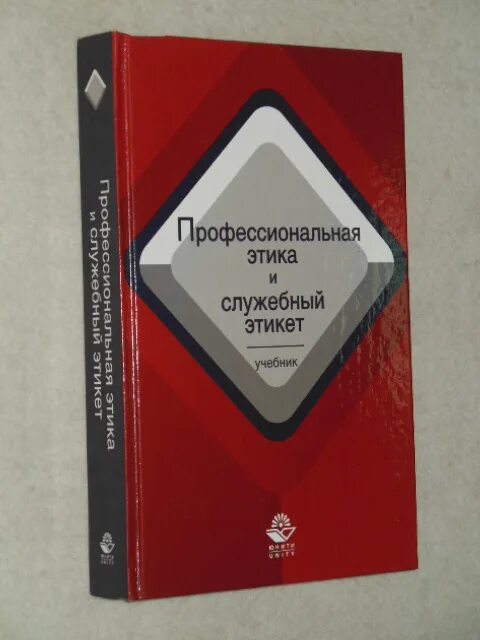 Профессиональная этика
и служебный этикет
Профессиональная
этика
и
служебный
этикет
учебник
ЮНИТИ
UNITY